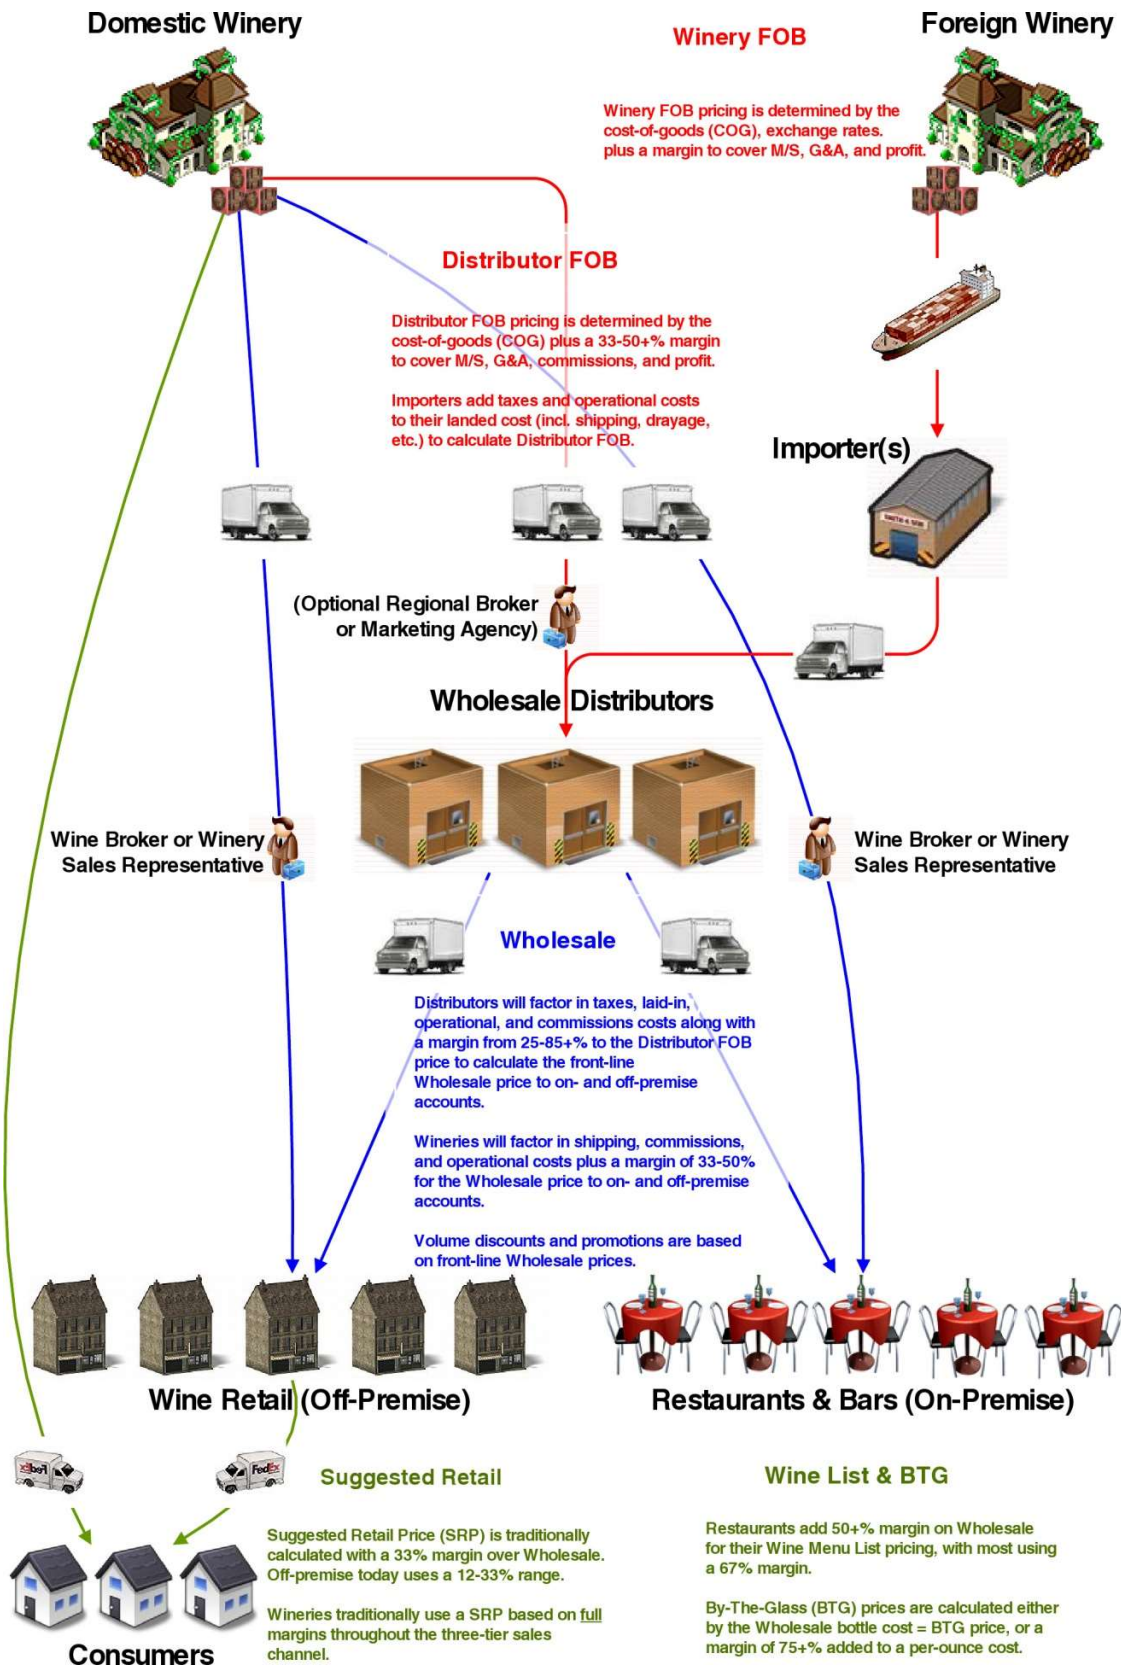 Domestic Winery
Winery FOB
Foreign Winery
Winery FOB pricing is determined by the
cost-of-goods (COG), exchange rates.
plus a margin to cover M/S, G&A, and profit.
Distributor FOB
Distributor FOB pricing is determined by the
cost-of-goods (COG) plus a 33-50+% margin
to cover M/S, G&A, commissions, and profit.
Importers add taxes and operational costs
to their landed cost (incl. shipping, drayage,
etc.) to calculate Distributor FOB.
Importer(s)
(Optional Regional Broker
or Marketing Agency)
Wholesale Distributors
Wine Broker or Winery
Sales Representative
Wine Broker or Winery
Sales Representative
Wholesale
Distributors will factor in taxes, laid-in,
operational, and commissions costs along with
a margin from 25-85+% to the Distributor FOB
price to calculate the front-line
Wholesale price to on- and off-premise
accounts.
Wineries will factor in shipping, commissions,
and operational costs plus a margin of 33-50%
for the Wholesale price to on- and off-premise
accounts.
Volume discounts and promotions are based
on front-line Wholesale prices.
Wine Retail (Off-Premise)
Restaurants & Bars (On-Premise)
FedEx
FedEx
Suggested Retail
Suggested Retail Price (SRP) is traditionally
calculated with a 33% margin over Wholesale.
Off-premise today uses a 12-33% range.
Wineries traditionally use a SRP based on full
margins throughout the three-tier sales
channel.
Consumers
Wine List & BTG
Restaurants add 50+% margin on Wholesale
for their Wine Menu List pricing, with most using
a 67% margin.
By-The-Glass (BTG) prices are calculated either
by the Wholesale bottle cost = BTG price, or a
margin of 75+% added to a per-ounce cost.